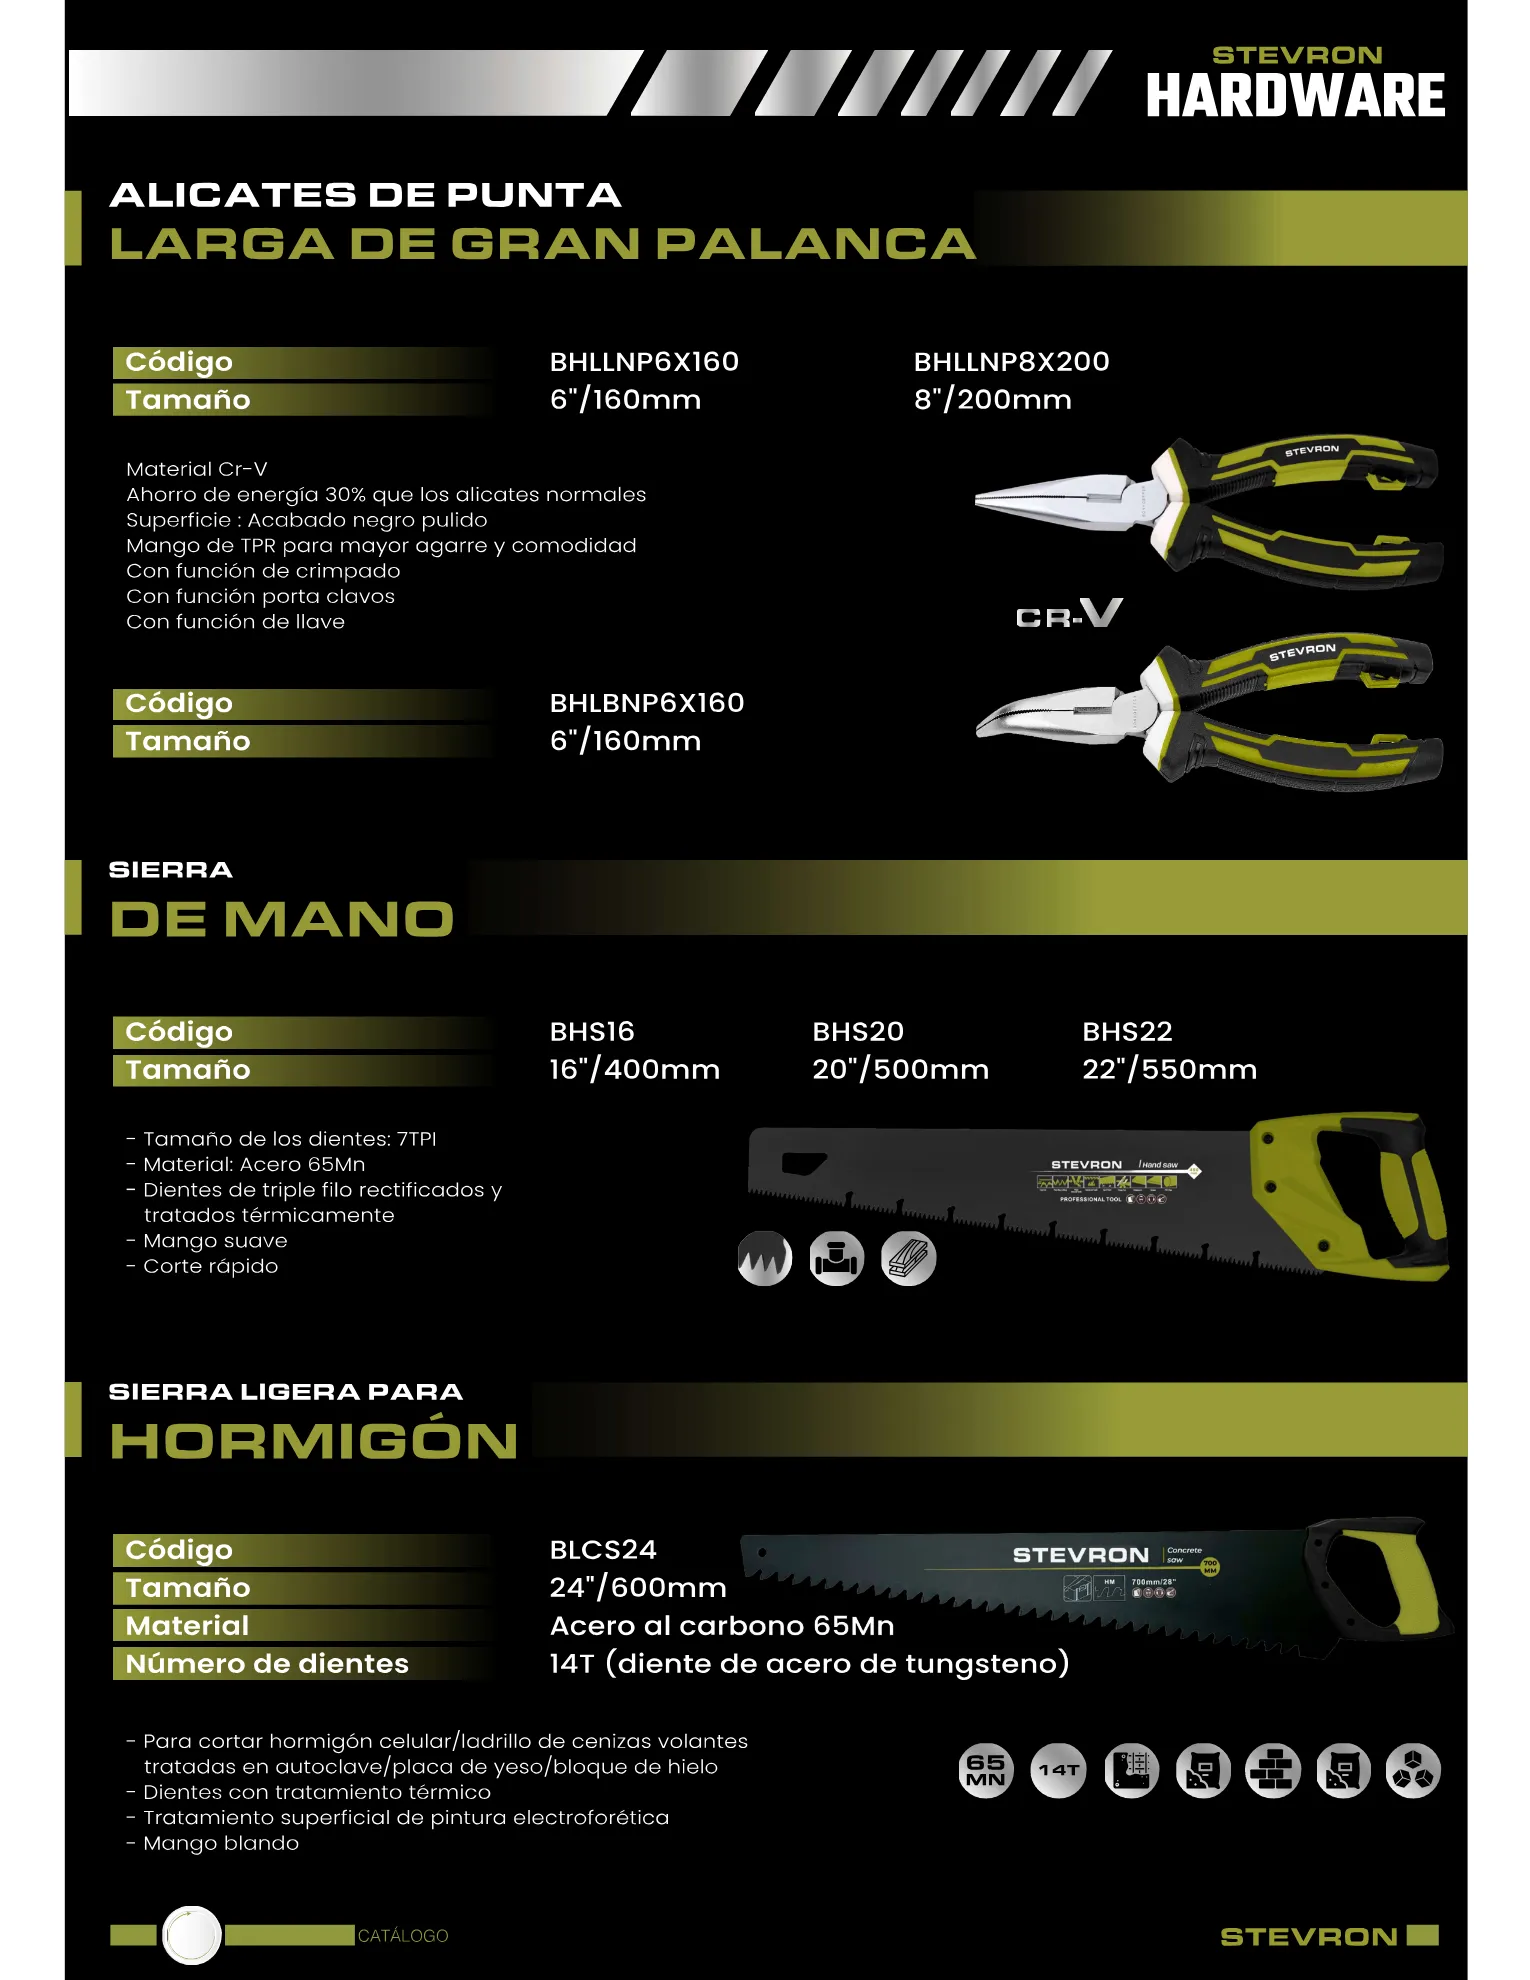 STEVRON
HARDWARE
ALICATES DE PUNTA
LARGA DE GRAN PALANCA
Código BHLLNP6X160 BHLLNP8X200
Tamaño 6"/160mm 8"/200mm
Material Cr-V
Ahorro de energía 30% que los alicates normales
Superficie : Acabado negro pulido
Mango de TPR para mayor agarre y comodidad
Con función de crimpado
Con función porta clavos
Con función de llave
STEVRON
CR-V
STEVRON
Código BHLBNP6X160
Tamaño 6"/160mm
SIERRA
DE MANO
Código BHS16 BHS20 BHS22
Tamaño 16"/400mm 20"/500mm 22"/550mm
- Tamaño de los dientes: 7TPI
- Material: Acero 65Mn
- Dientes de triple filo rectificados y
tratados térmicamente
- Mango suave
- Corte rápido
STEVRON Hand saw
PROFESSIONAL TOOL
SIERRA LIGERA PARA
HORMIGÓN
Código BLCS24
Tamaño 24"/600mm
Material Acero al carbono 65Mn
Número de dientes 14T (diente de acero de tungsteno)
STEVRON Concrete saw
700 MM
HM 700mm/28"
- Para cortar hormigón celular/ladrillo de cenizas volantes
tratadas en autoclave/placa de yeso/bloque de hielo
- Dientes con tratamiento térmico
- Tratamiento superficial de pintura electroforética
- Mango blando
65 MN
14T
CATÁLOGO
STEVRON